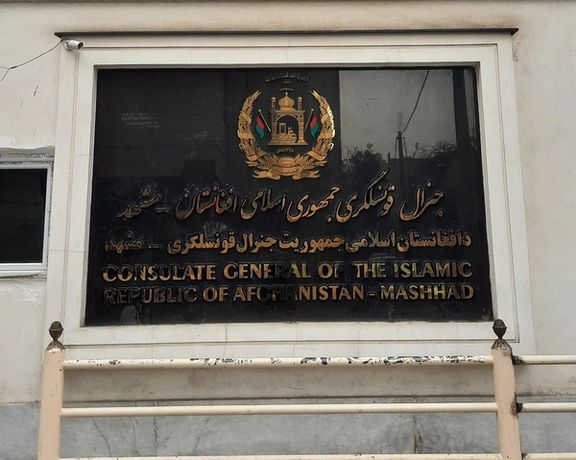 جنرال قونسلگری جمهوری اسلامی افغانستان - مشهد
د افغانستان اسلامی جمهوریت جنرال قونسلگری - مشهد
CONSULATE GENERAL OF THE ISLAMIC
REPUBLIC OF AFGHANISTAN - MASHHAD